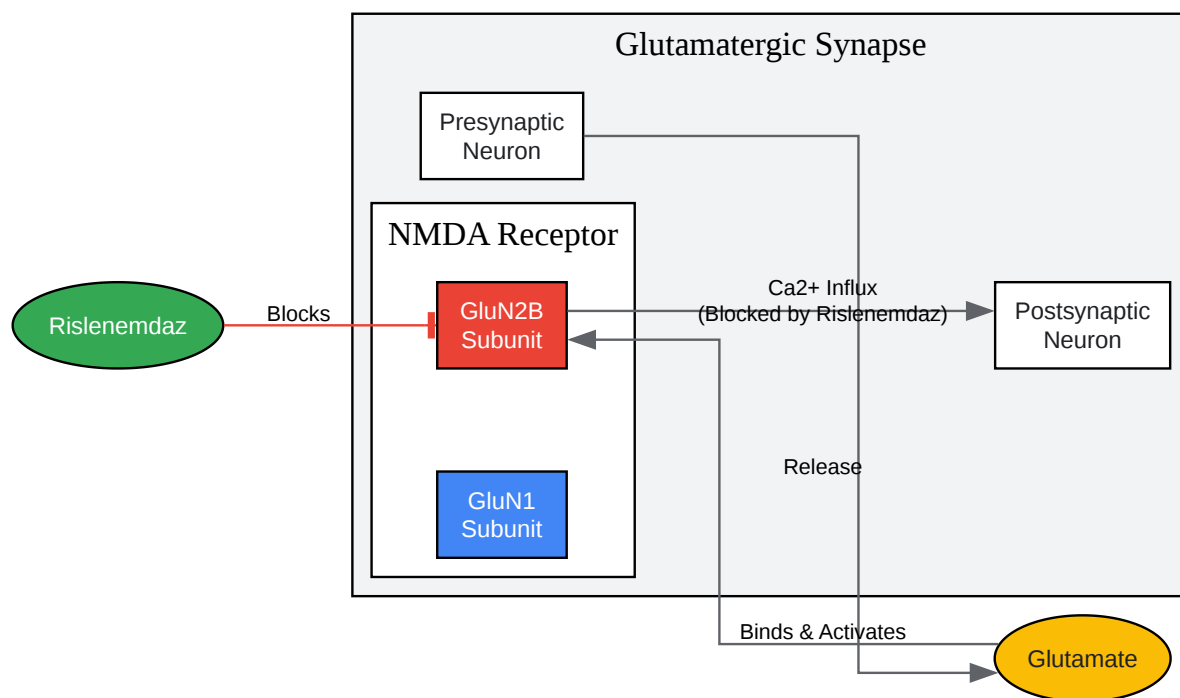 Glutamatergic Synapse
Presynaptic
Neuron
NMDA Receptor
Rislenemdaz
Blocks
GluN2B
Subunit
Ca2+ Influx
(Blocked by Rislenemdaz)
Postsynaptic
Neuron
Release
GluN1
Subunit
Binds & Activates
Glutamate